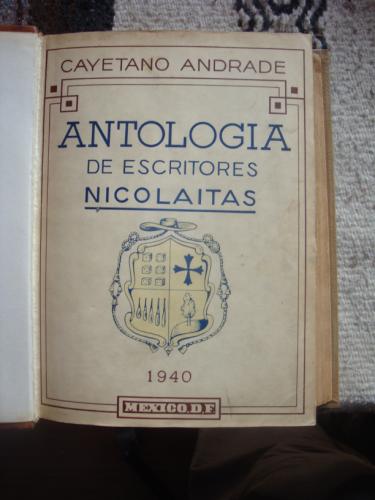 CAYETANO ANDRADE
ANTOLOGIA
DE ESCRITORES
NICOLAITAS
1940
MEXICO.D.F.